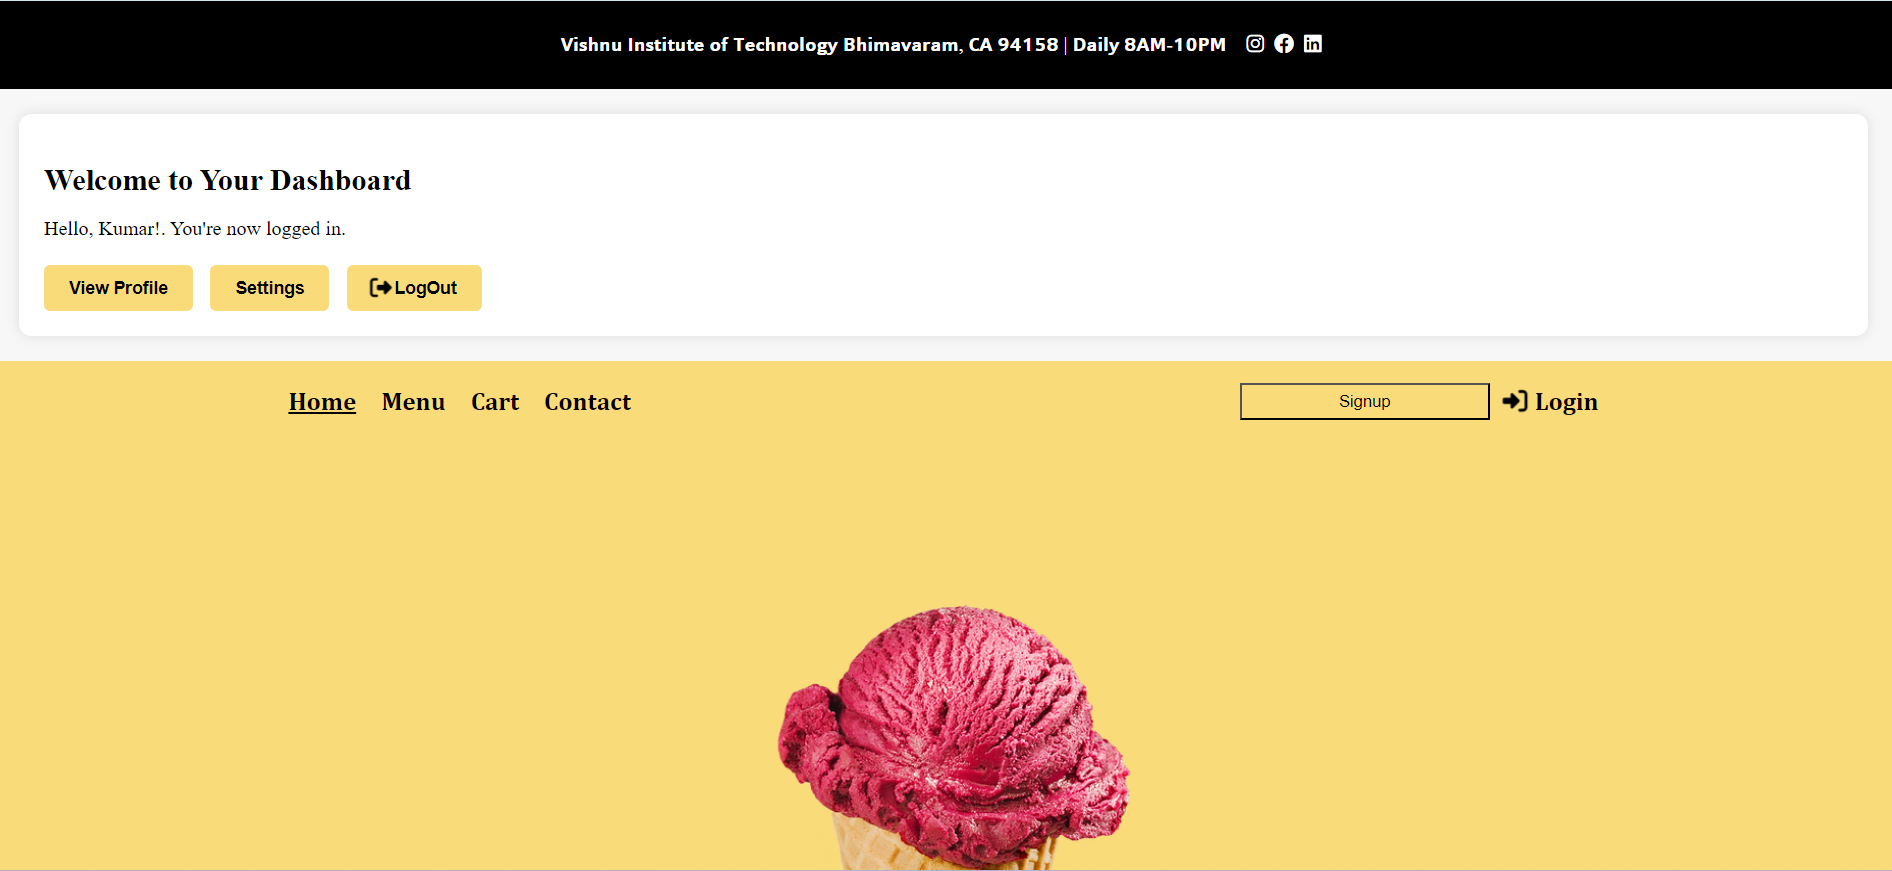 Vishnu Institute of Technology Bhimavaram, CA 94158 | Daily 8AM-10PM
Welcome to Your Dashboard
Hello, Kumar!. You're now logged in.
View Profile Settings LogOut
Home Menu Cart Contact Signup Login